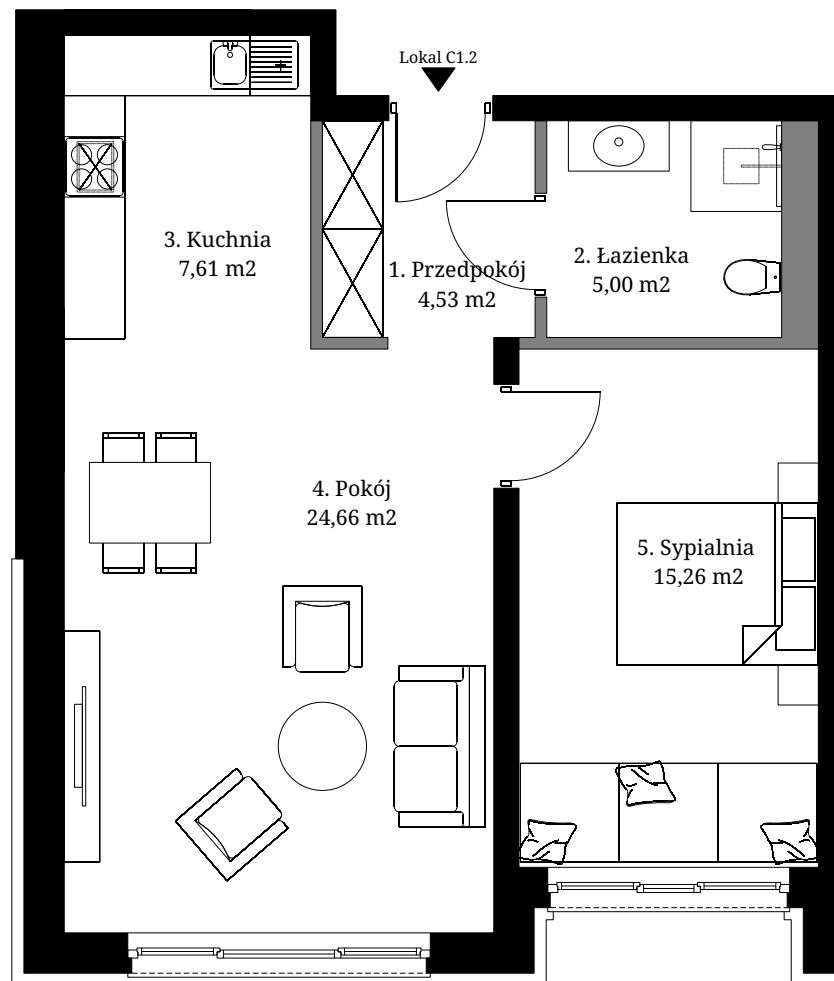 Lokal C1.2
3. Kuchnia
7,61 m2
1. Przedpokój
4,53 m2
2. Łazienka
5,00 m2
4. Pokój
24,66 m2
5. Sypialnia
15,26 m2